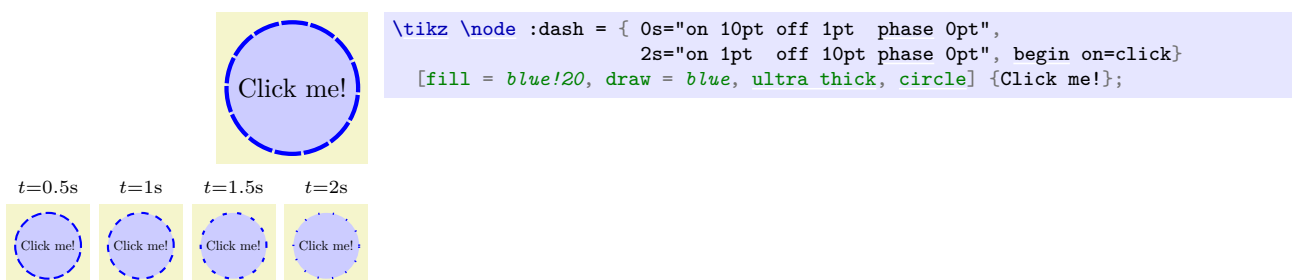 Click me!
\tikz \node :dash = { 0s="on 10pt off 1pt  phase 0pt",
2s="on 1pt  off 10pt phase 0pt", begin on=click}
[fill = blue!20, draw = blue, ultra thick, circle] {Click me!};
t=0.5s t=1s t=1.5s t=2s
Click me! Click me! Click me! Click me!